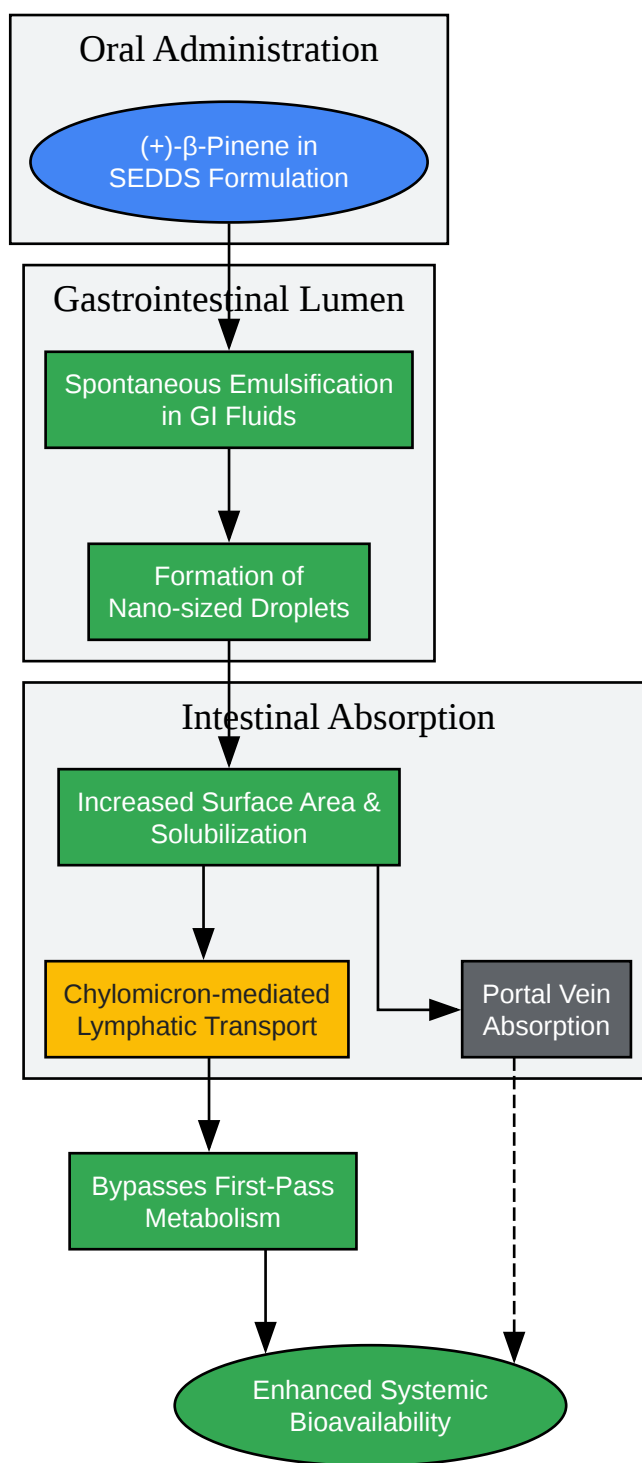 Oral Administration
(+)-β-Pinene in
SEDDS Formulation
Gastrointestinal Lumen
Spontaneous Emulsification
in GI Fluids
Formation of
Nano-sized Droplets
Intestinal Absorption
Increased Surface Area &
Solubilization
Chylomicron-mediated
Lymphatic Transport
Portal Vein
Absorption
Bypasses First-Pass
Metabolism
Enhanced Systemic
Bioavailability